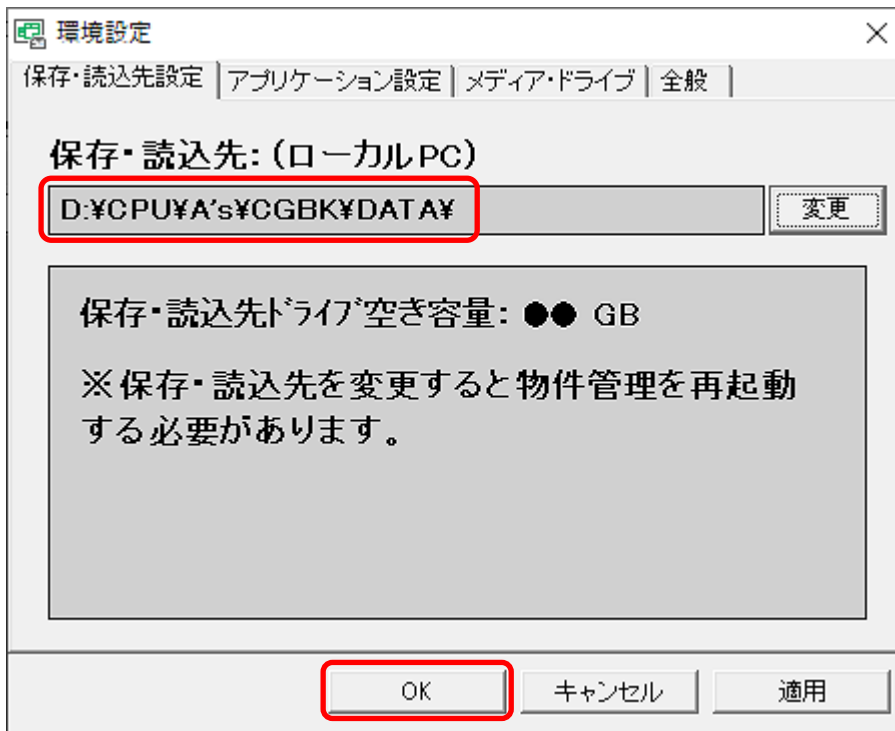 環境設定
保存・読込先設定 アプリケーション設定 メディア・ドライブ 全般
保存・読込先：(ローカルPC)
D:¥CPU¥A's¥CGBK¥DATA¥ 変更
保存・読込先ﾄﾞﾗｲﾌﾞ空き容量：●● GB
※保存・読込先を変更すると物件管理を再起動
する必要があります。
OK キャンセル 適用